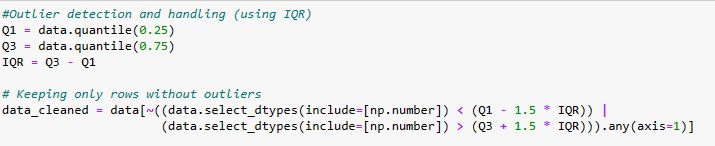 #Outlier detection and handling (using IQR)
Q1 = data.quantile(0.25)
Q3 = data.quantile(0.75)
IQR = Q3 - Q1

# Keeping only rows without outliers
data_cleaned = data[~((data.select_dtypes(include=[np.number]) < (Q1 - 1.5 * IQR)) |
                      (data.select_dtypes(include=[np.number]) > (Q3 + 1.5 * IQR))).any(axis=1)]